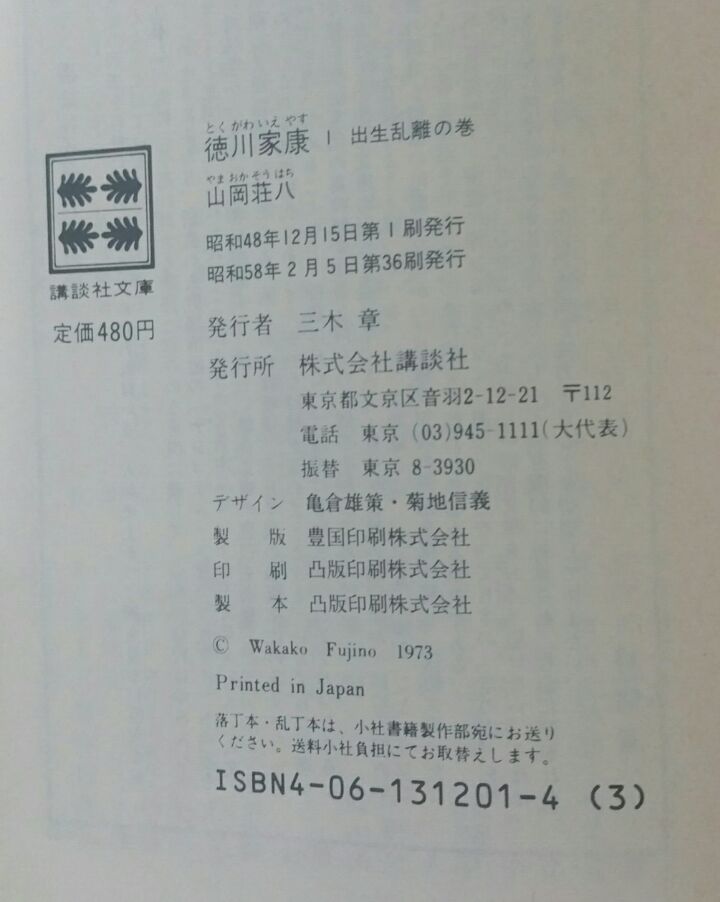 とくがわいえやす
徳川家康 1 出生乱離の巻
やまおかそうはち
山岡荘八
昭和48年12月15日第1刷発行
昭和58年2月5日第36刷発行
講談社文庫
定価480円
発行者 三木 章
発行所 株式会社講談社
東京都文京区音羽2-12-21 〒112
電話 東京 (03)945-1111(大代表)
振替 東京 8-3930
デザイン 亀倉雄策・菊地信義
製版 豊国印刷株式会社
印刷 凸版印刷株式会社
製本 凸版印刷株式会社
© Wakako Fujino 1973
Printed in Japan
落丁本・乱丁本は、小社書籍製作部宛にお送り
ください。送料小社負担にてお取替えします。
ISBN4-06-131201-4 (3)